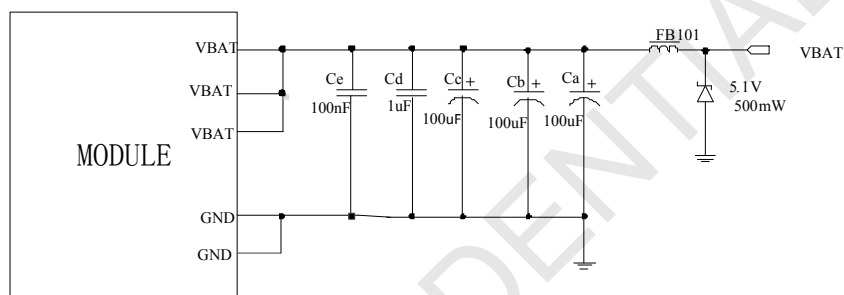 FB101
VBAT
VBAT
Ce
Cd
Cc
+
Cb
+
Ca
+
5.1V
VBAT
100nF
1uF
100uF
100uF
100uF
500mW
VBAT
MODULE
GND
GND
DENTIAL